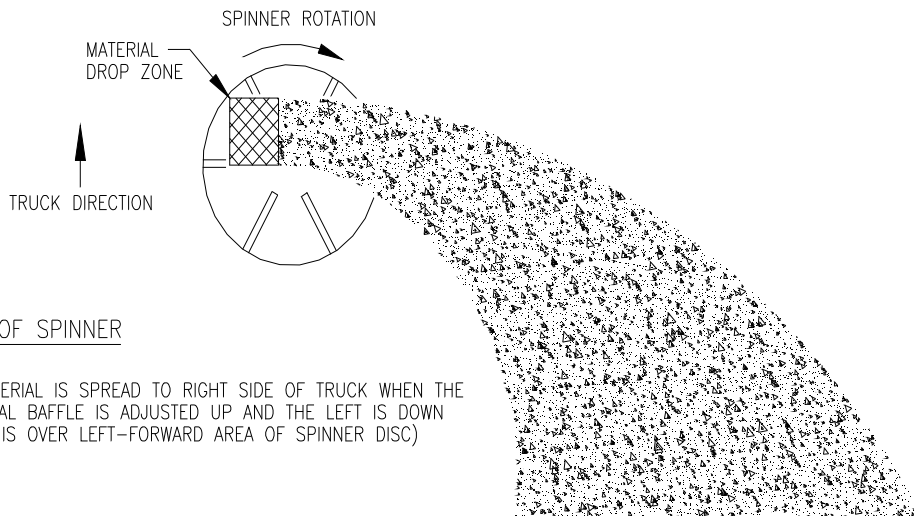 SPINNER ROTATION
MATERIAL
DROP ZONE
TRUCK DIRECTION
OF SPINNER
ERIAL IS SPREAD TO RIGHT SIDE OF TRUCK WHEN THE
AL BAFFLE IS ADJUSTED UP AND THE LEFT IS DOWN
IS OVER LEFT-FORWARD AREA OF SPINNER DISC)